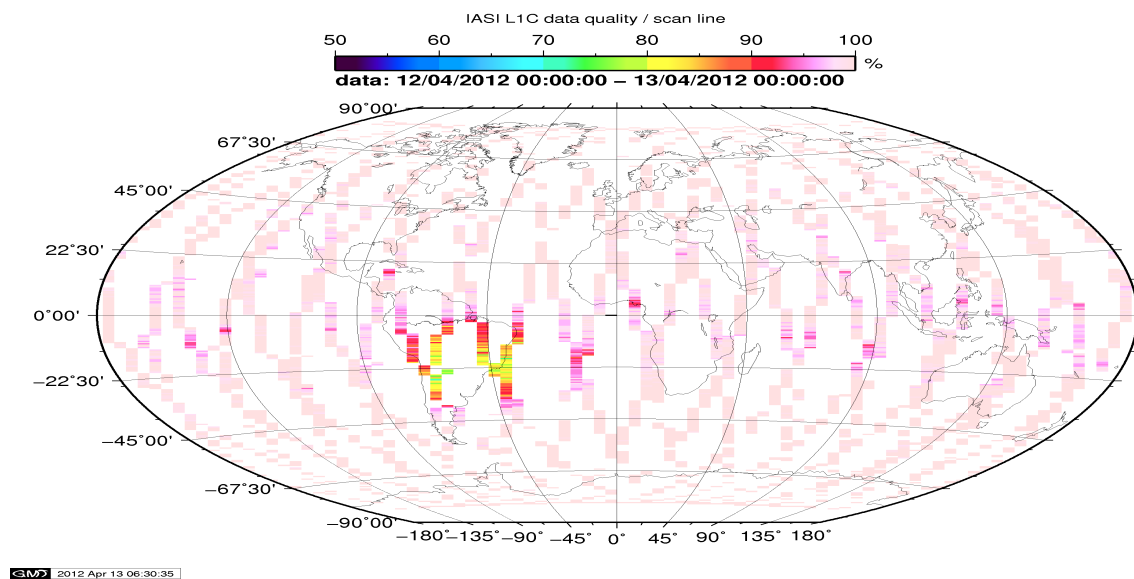 IASI L1C data quality / scan line
50 60 70 80 90 100
%
data: 12/04/2012 00:00:00 – 13/04/2012 00:00:00
90°00'
67°30'
45°00'
22°30'
0°00'
−22°30'
−45°00'
−67°30'
−90°00'
−180° −135° −90° −45° 0° 45° 90° 135° 180°
GMD 2012 Apr 13 06:30:35